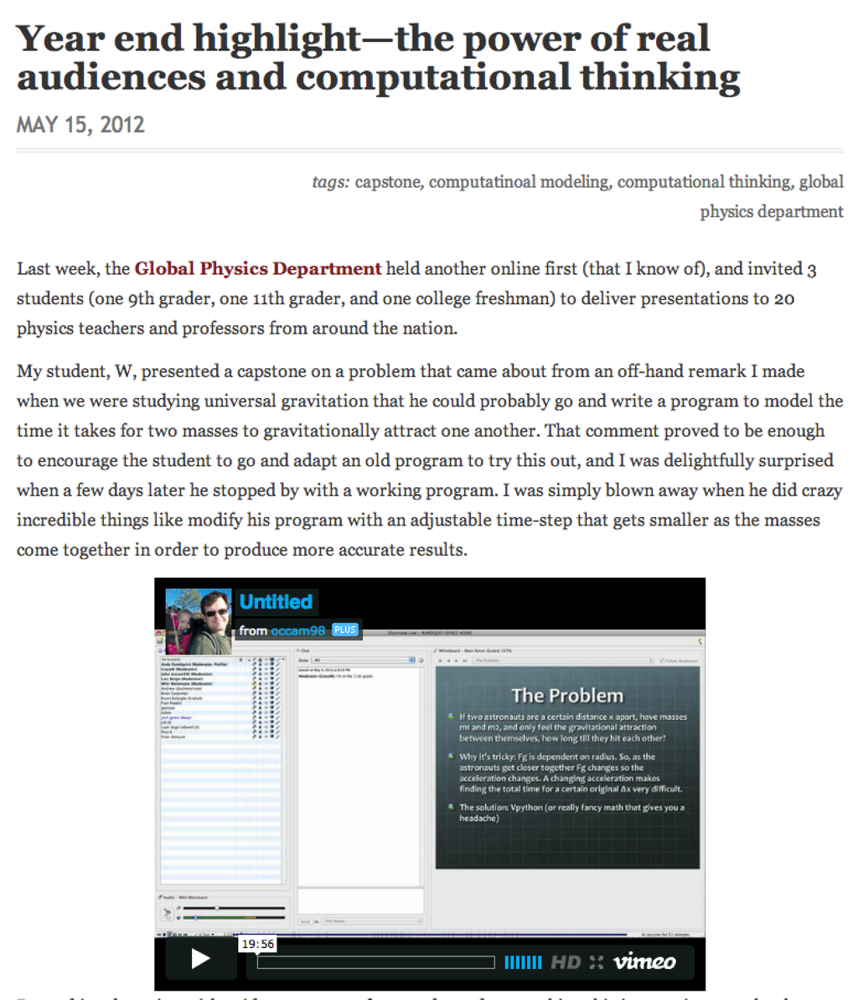 Year end highlight—the power of real
audiences and computational thinking
MAY 15, 2012
tags: capstone, computatinoal modeling, computational thinking, global
physics department
Last week, the Global Physics Department held another online first (that I know of), and invited 3
students (one 9th grader, one 11th grader, and one college freshman) to deliver presentations to 20
physics teachers and professors from around the nation.
My student, W, presented a capstone on a problem that came about from an off-hand remark I made
when we were studying universal gravitation that he could probably go and write a program to model the
time it takes for two masses to gravitationally attract one another. That comment proved to be enough
to encourage the student to go and adapt an old program to try this out, and I was delightfully surprised
when a few days later he stopped by with a working program. I was simply blown away when he did crazy
incredible things like modify his program with an adjustable time-step that gets smaller as the masses
come together in order to produce more accurate results.
Untitled
from occam98 PLUS
Chat
Show All
Whiteboard - Main Room
The Problem
Follow Moderator
Participants
The Problem
If two astronauts are a certain distance x apart, have masses
m1 and m2, and only feel the gravitational attraction
between themselves, how long till they hit each other?
Why it's tricky: Fg is dependent on radius. So, as the
astronauts get closer together Fg changes so the
acceleration changes. A changing acceleration makes
finding the total time for a certain original Δx very difficult.
The solution: Vpython (or really fancy math that gives you a
headache)
19:56
HD
vimeo